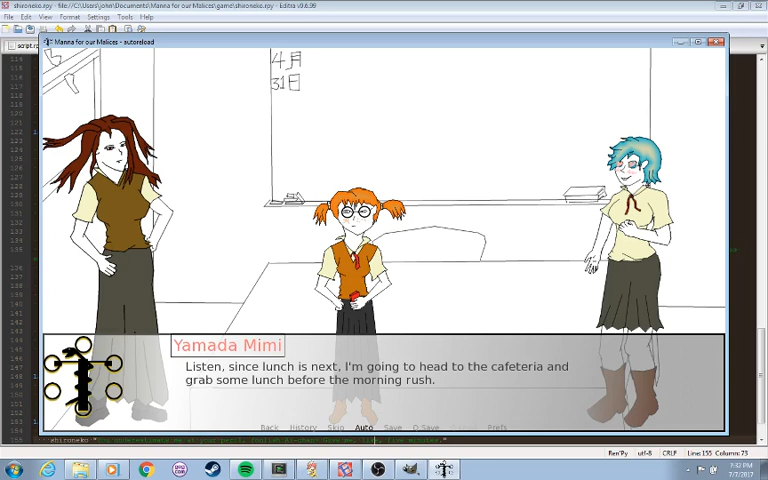 shironeko.rpy - file://C:\Users\john\Documents\Manna for our Malices\game\shironeko.rpy - Editra v0.6.99
File Edit View Format Settings Tools Help
script.rp
Manna for our Malices - autoreload
4月
31日
Yamada Mimi
Listen, since lunch is next, I'm going to head to the cafeteria and
grab some lunch before the morning rush.
Back History Skip Auto Save Q.Save Prefs
shironeko
Ren'Py utf-8 CRLF Line: 155 Column: 73
7:32 PM
7/7/2017